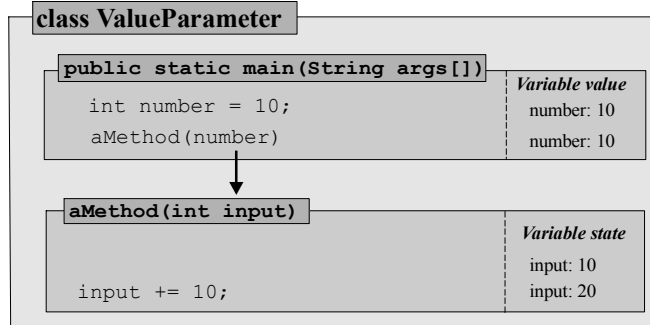 class ValueParameter
public static main(String args[])
Variable value
int number = 10;
number: 10
aMethod(number)
number: 10
aMethod(int input)
Variable state
input: 10
input += 10;
input: 20